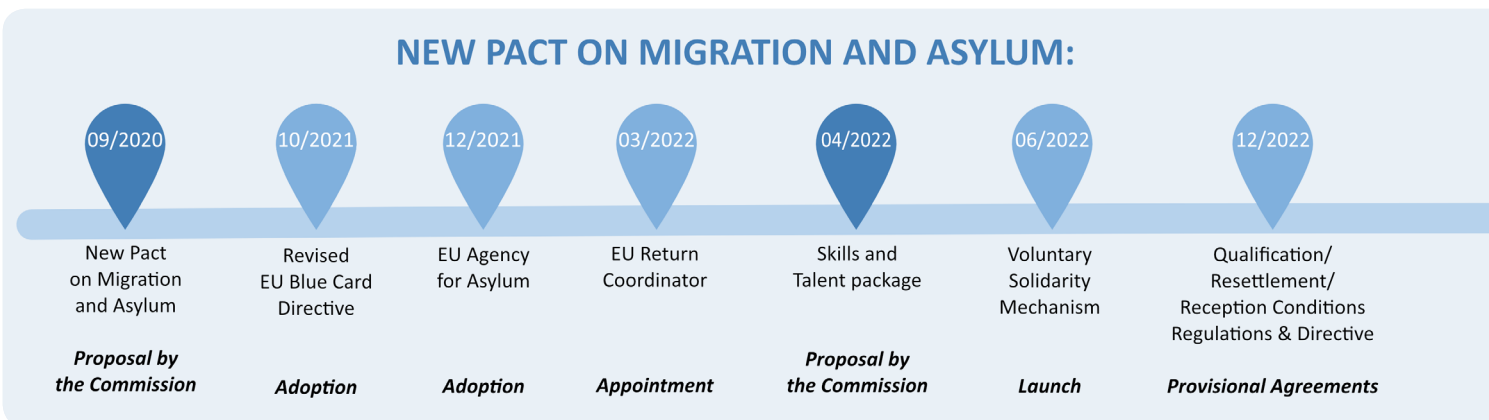 NEW PACT ON MIGRATION AND ASYLUM:
09/2020
10/2021
12/2021
03/2022
04/2022
06/2022
12/2022
New Pact
on Migration
and Asylum
Proposal by
the Commission
Revised
EU Blue Card
Directive
Adoption
EU Agency
for Asylum
Adoption
EU Return
Coordinator
Appointment
Skills and
Talent package
Proposal by
the Commission
Voluntary
Solidarity
Mechanism
Launch
Qualification/
Resettlement/
Reception Conditions
Regulations & Directive
Provisional Agreements